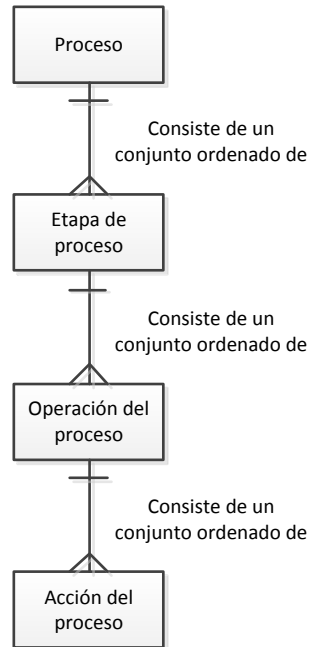 Proceso
Consiste de un
conjunto ordenado de
Etapa de
proceso
Consiste de un
conjunto ordenado de
Operación del
proceso
Consiste de un
conjunto ordenado de
Acción del
proceso